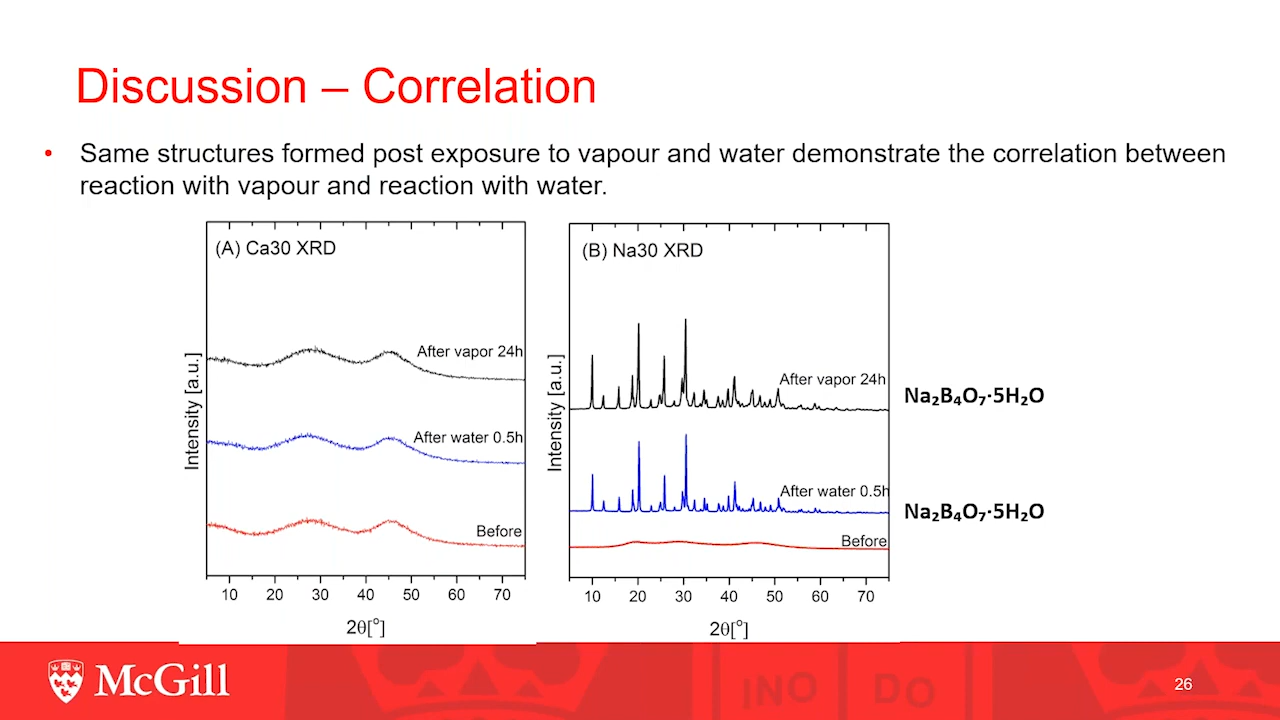 Discussion – Correlation
• Same structures formed post exposure to vapour and water demonstrate the correlation between
reaction with vapour and reaction with water.
(A) Ca30 XRD
After vapor 24h
After water 0.5h
Before
Intensity [a.u.]
10 20 30 40 50 60 70
2θ[°]
(B) Na30 XRD
After vapor 24h
After water 0.5h
Before
Intensity [a.u.]
10 20 30 40 50 60 70
2θ[°]
Na₂B₄O₇·5H₂O
Na₂B₄O₇·5H₂O
McGill
INO DO
26